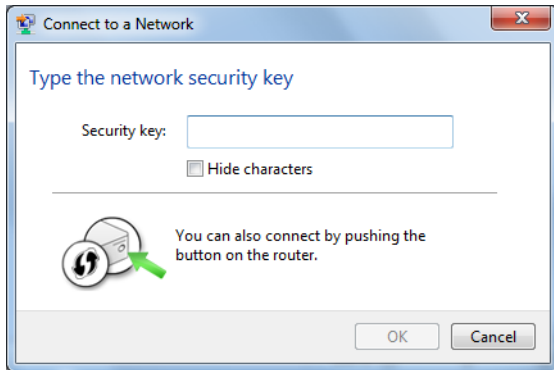 Connect to a Network
Type the network security key
Security key:
Hide characters
You can also connect by pushing the
button on the router.
OK
Cancel